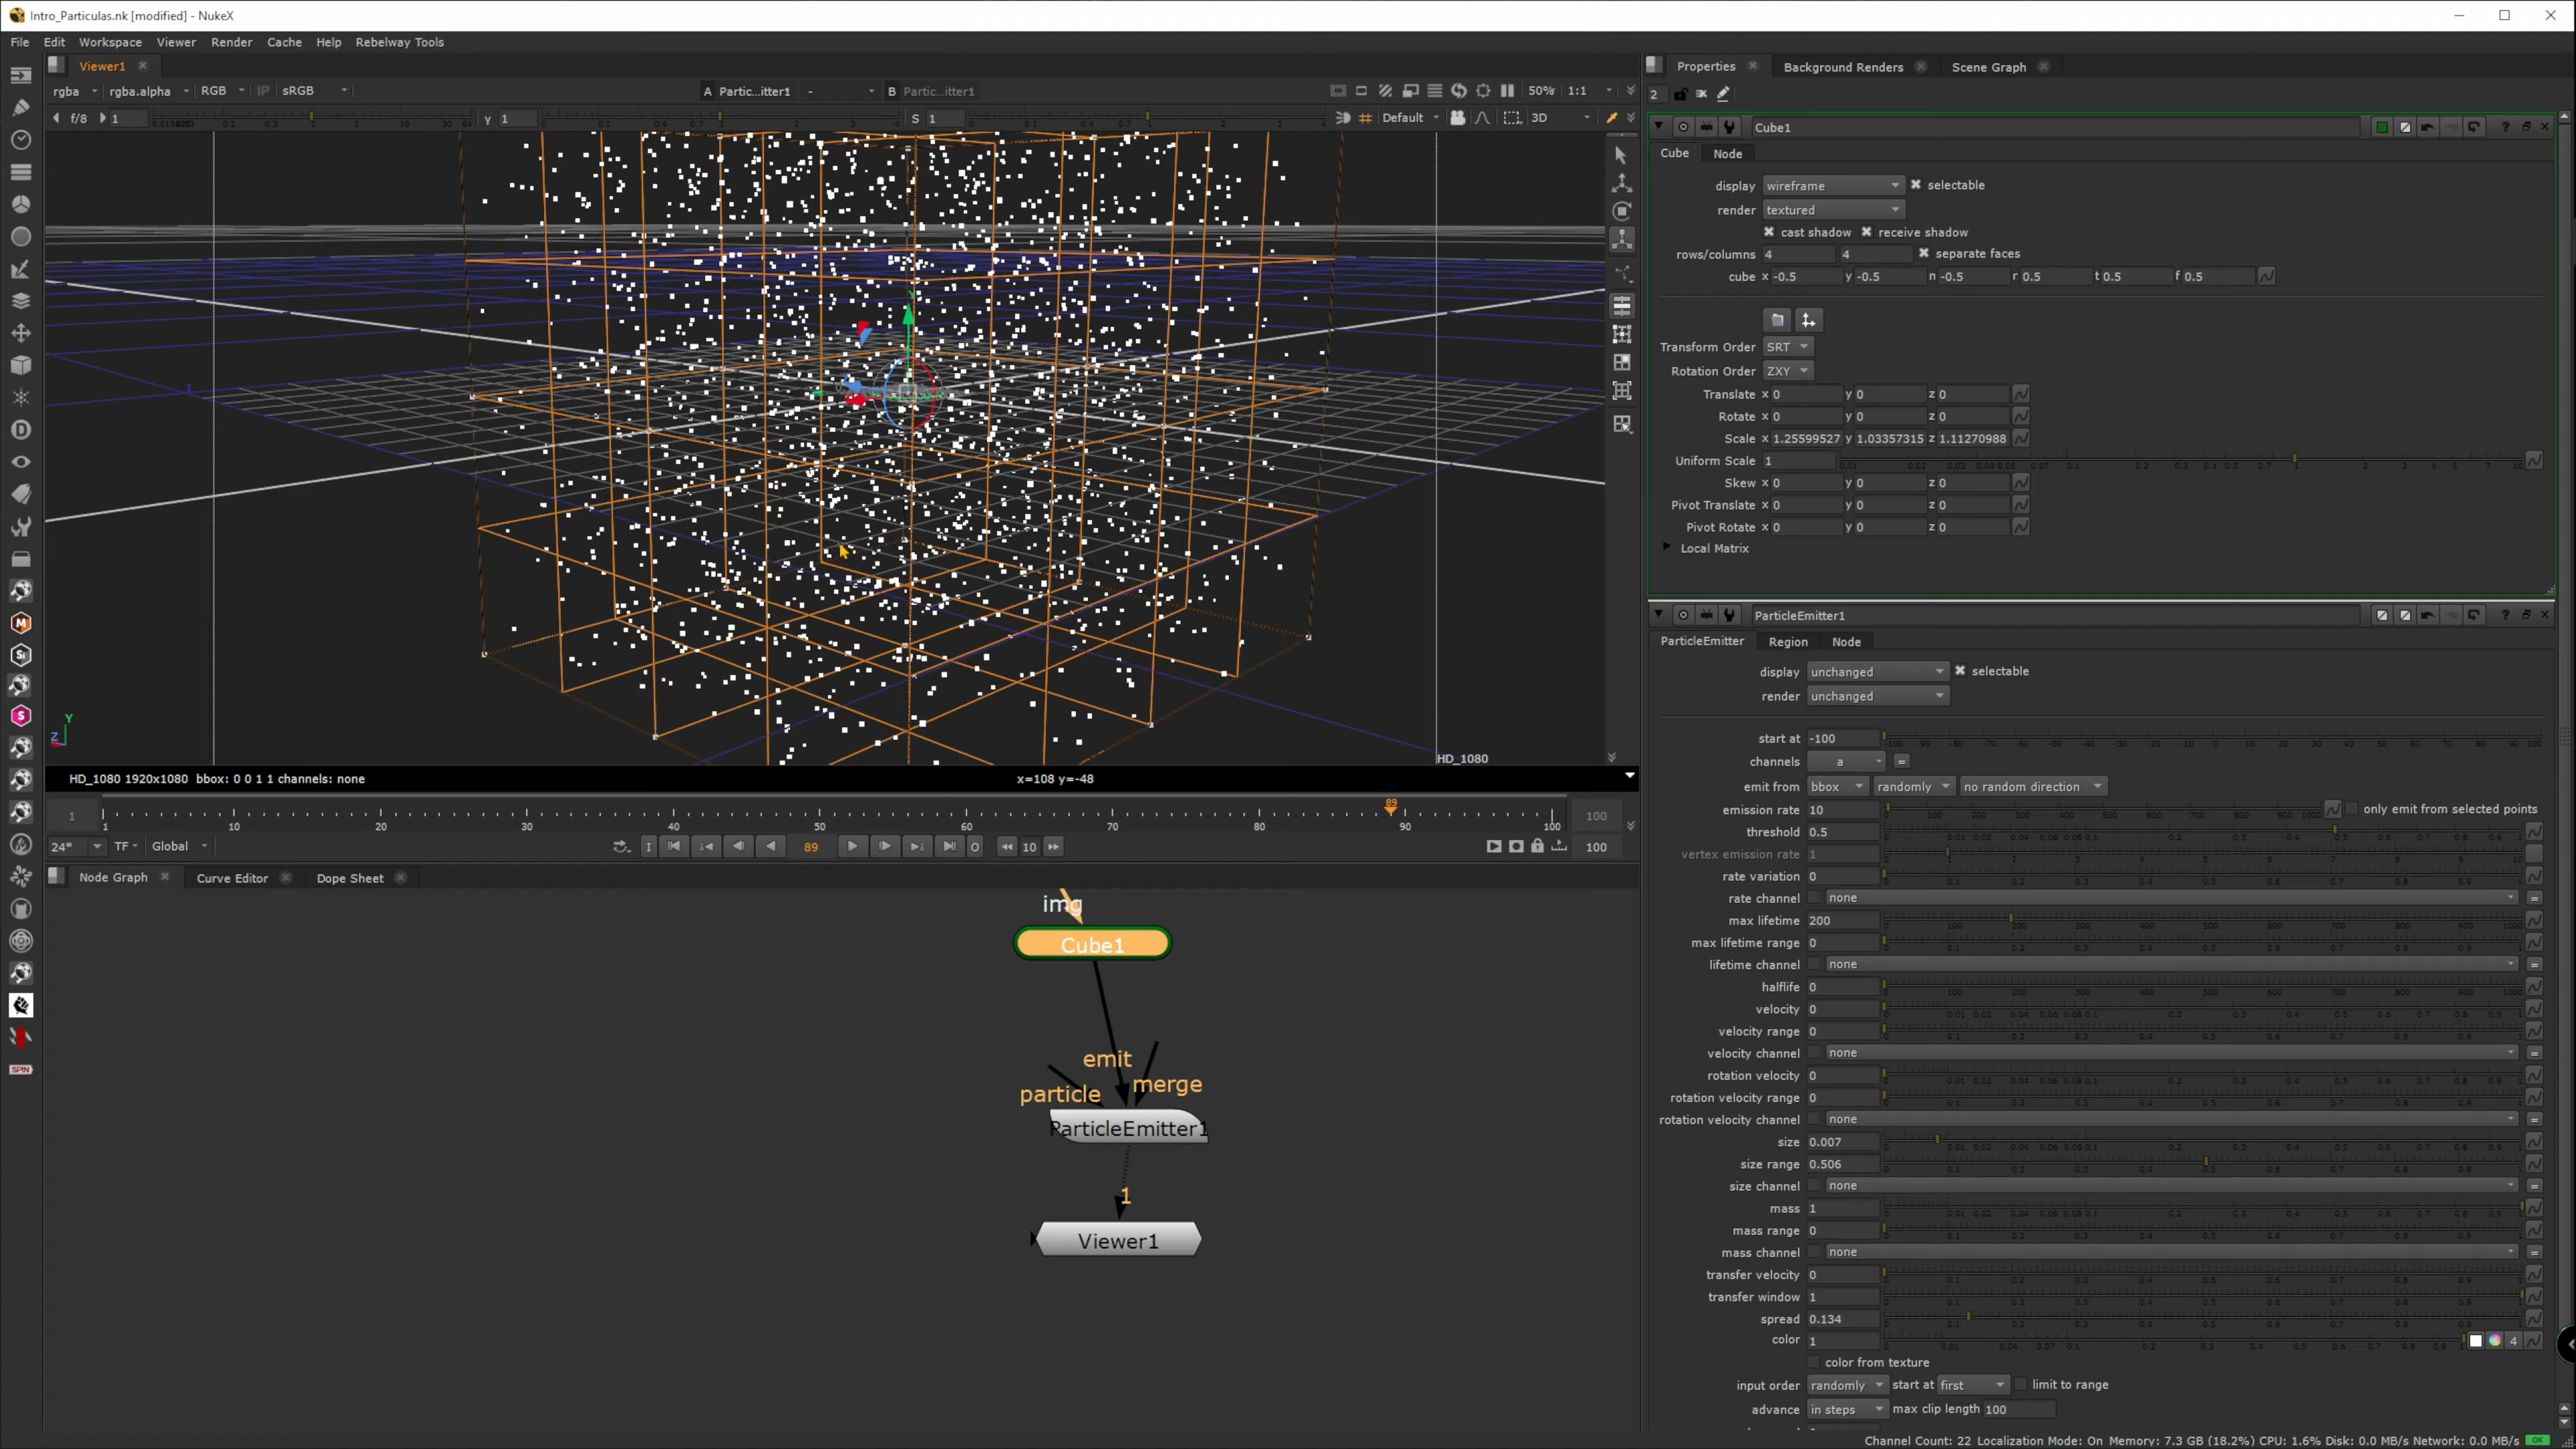 Intro_Particulas.nk [modified] - NukeX
File Edit Workspace Viewer Render Cache Help Rebelway Tools
Viewer1
rgba rgba.alpha RGB IP sRGB A Partic...itter1 - B Partic...itter1 50% 1:1
f/8 1 Y 1 S 1 Default 3D
1
Y
Z
HD_1080
HD_1080 1920x1080 bbox: 0 0 1 1 channels: none x=108 y=-48
1 89 100
1 10 20 30 40 50 60 70 80 90 100
24* TF Global I 89 O 10 100
Node Graph Curve Editor Dope Sheet
img
Cube1
emit
merge
particle
ParticleEmitter1
1
Viewer1
D
M
S
SPIN
Properties Background Renders Scene Graph
2
Cube1
Cube Node
display wireframe selectable
render textured
cast shadow receive shadow
rows/columns 4 4 separate faces
cube x -0.5 y -0.5 n -0.5 r 0.5 t 0.5 f 0.5
Transform Order SRT
Rotation Order ZXY
Translate x 0 y 0 z 0
Rotate x 0 y 0 z 0
Scale x 1.25599527 y 1.03357315 z 1.11270988
Uniform Scale 1
Skew x 0 y 0 z 0
Pivot Translate x 0 y 0 z 0
Pivot Rotate x 0 y 0 z 0
Local Matrix
ParticleEmitter1
ParticleEmitter Region Node
display unchanged selectable
render unchanged
start at -100
channels a
emit from bbox randomly no random direction
emission rate 10 only emit from selected points
threshold 0.5
vertex emission rate 1
rate variation 0
rate channel none
max lifetime 200
max lifetime range 0
lifetime channel none
halflife 0
velocity 0
velocity range 0
velocity channel none
rotation velocity 0
rotation velocity range 0
rotation velocity channel none
size 0.007
size range 0.506
size channel none
mass 1
mass range 0
mass channel none
transfer velocity 0
transfer window 1
spread 0.134
color 1 4
color from texture
input order randomly start at first limit to range
advance in steps max clip length 100
Channel Count: 22 Localization Mode: On Memory: 7.3 GB (18.2%) CPU: 1.6% Disk: 0.0 MB/s Network: 0.0 MB/s OK